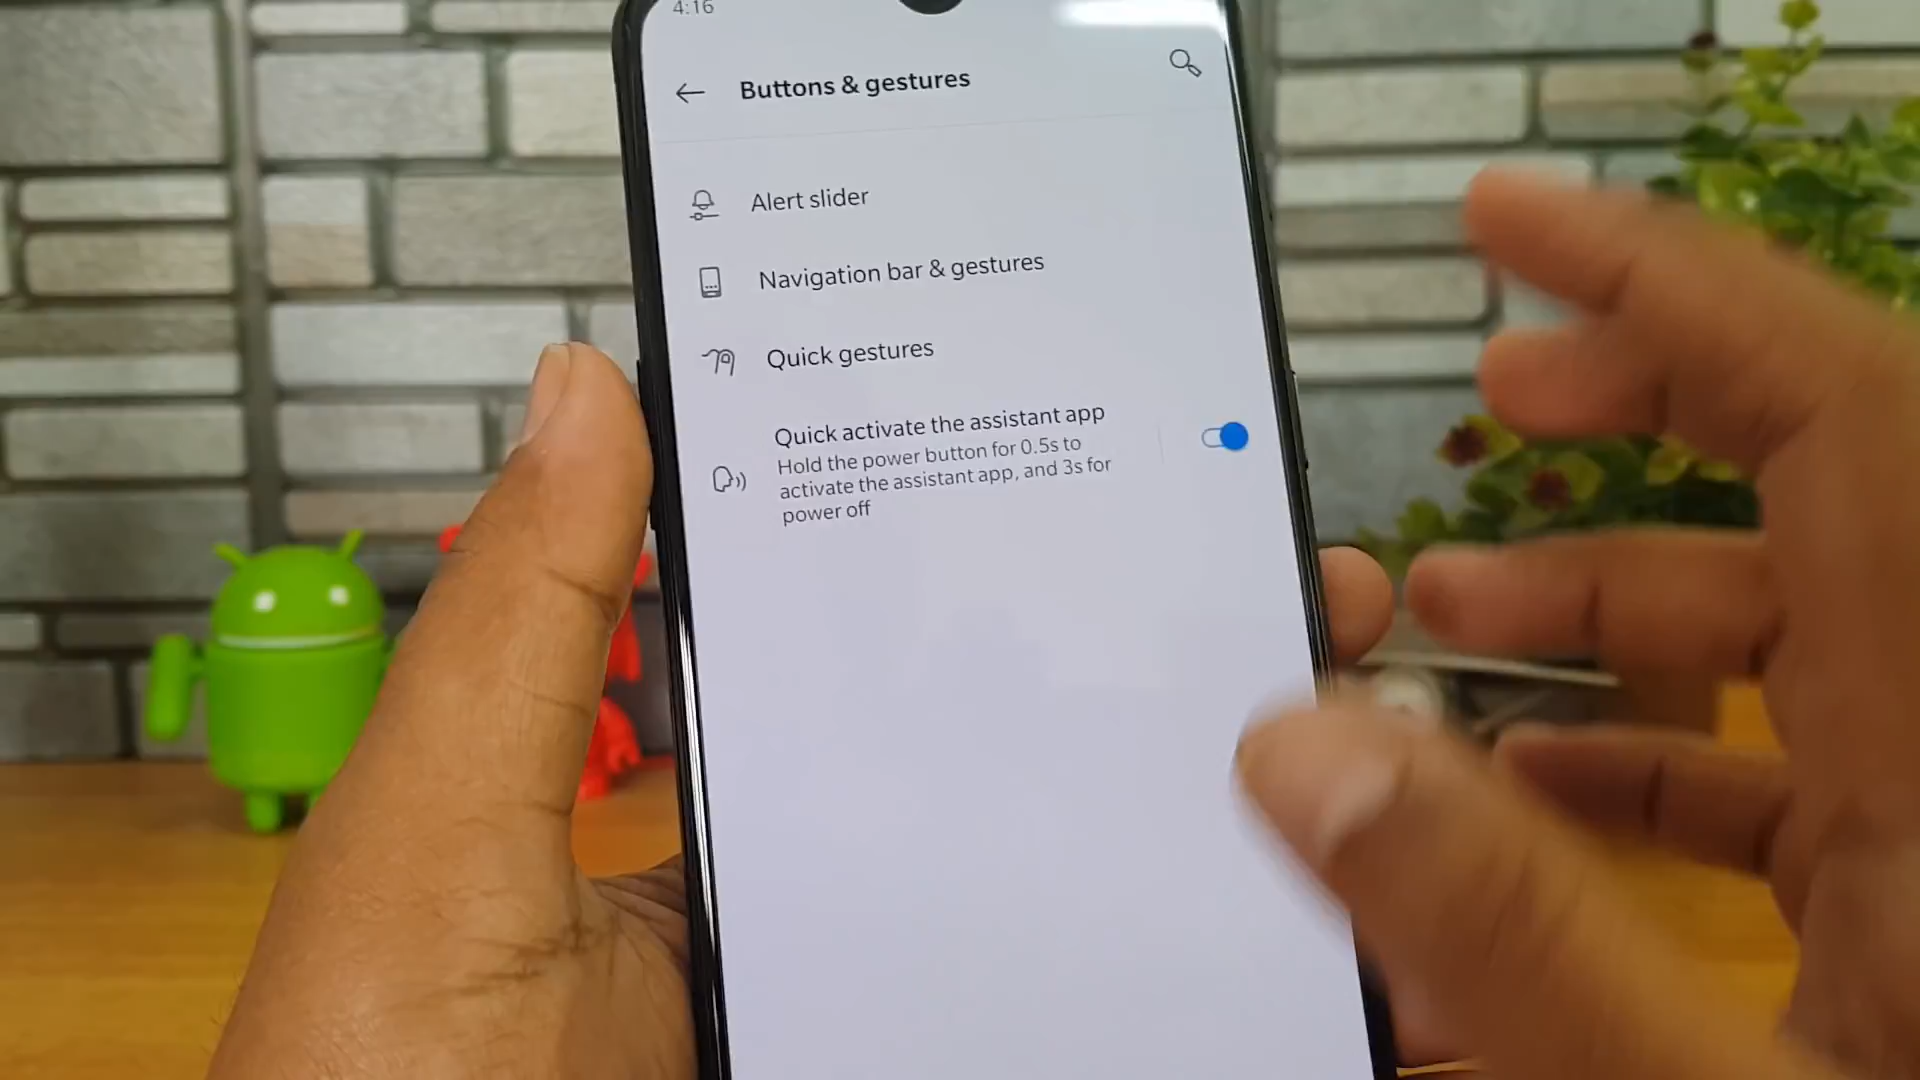 4:16
Buttons & gestures
Alert slider
Navigation bar & gestures
Quick gestures
Quick activate the assistant app
Hold the power button for 0.5s to
activate the assistant app, and 3s for
power off